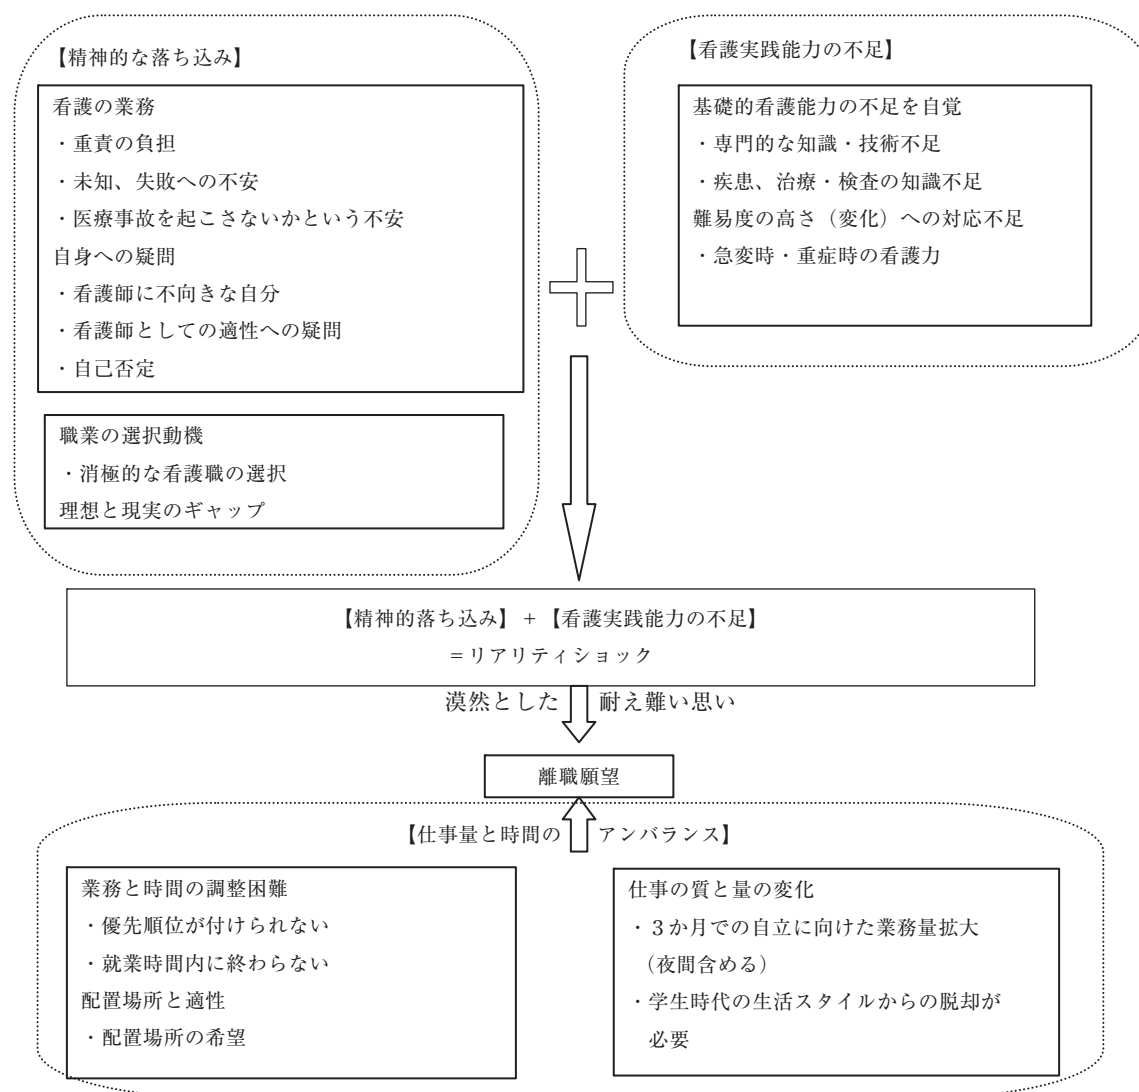 【精神的な落ち込み】
看護の業務
・重責の負担
・未知、失敗への不安
・医療事故を起こさないかという不安
自身への疑問
・看護師に不向きな自分
・看護師としての適性への疑問
・自己否定
職業の選択動機
・消極的な看護職の選択
理想と現実のギャップ
【看護実践能力の不足】
基礎的看護能力の不足を自覚
・専門的な知識・技術不足
・疾患、治療・検査の知識不足
難易度の高さ（変化）への対応不足
・急変時・重症時の看護力
【精神的落ち込み】+【看護実践能力の不足】
=リアリティショック
漠然とした 耐え難い思い
離職願望
【仕事量と時間の アンバランス】
業務と時間の調整困難
・優先順位が付けられない
・就業時間内に終わらない
配置場所と適性
・配置場所の希望
仕事の質と量の変化
・３か月での自立に向けた業務量拡大
（夜間含める）
・学生時代の生活スタイルからの脱却が
必要